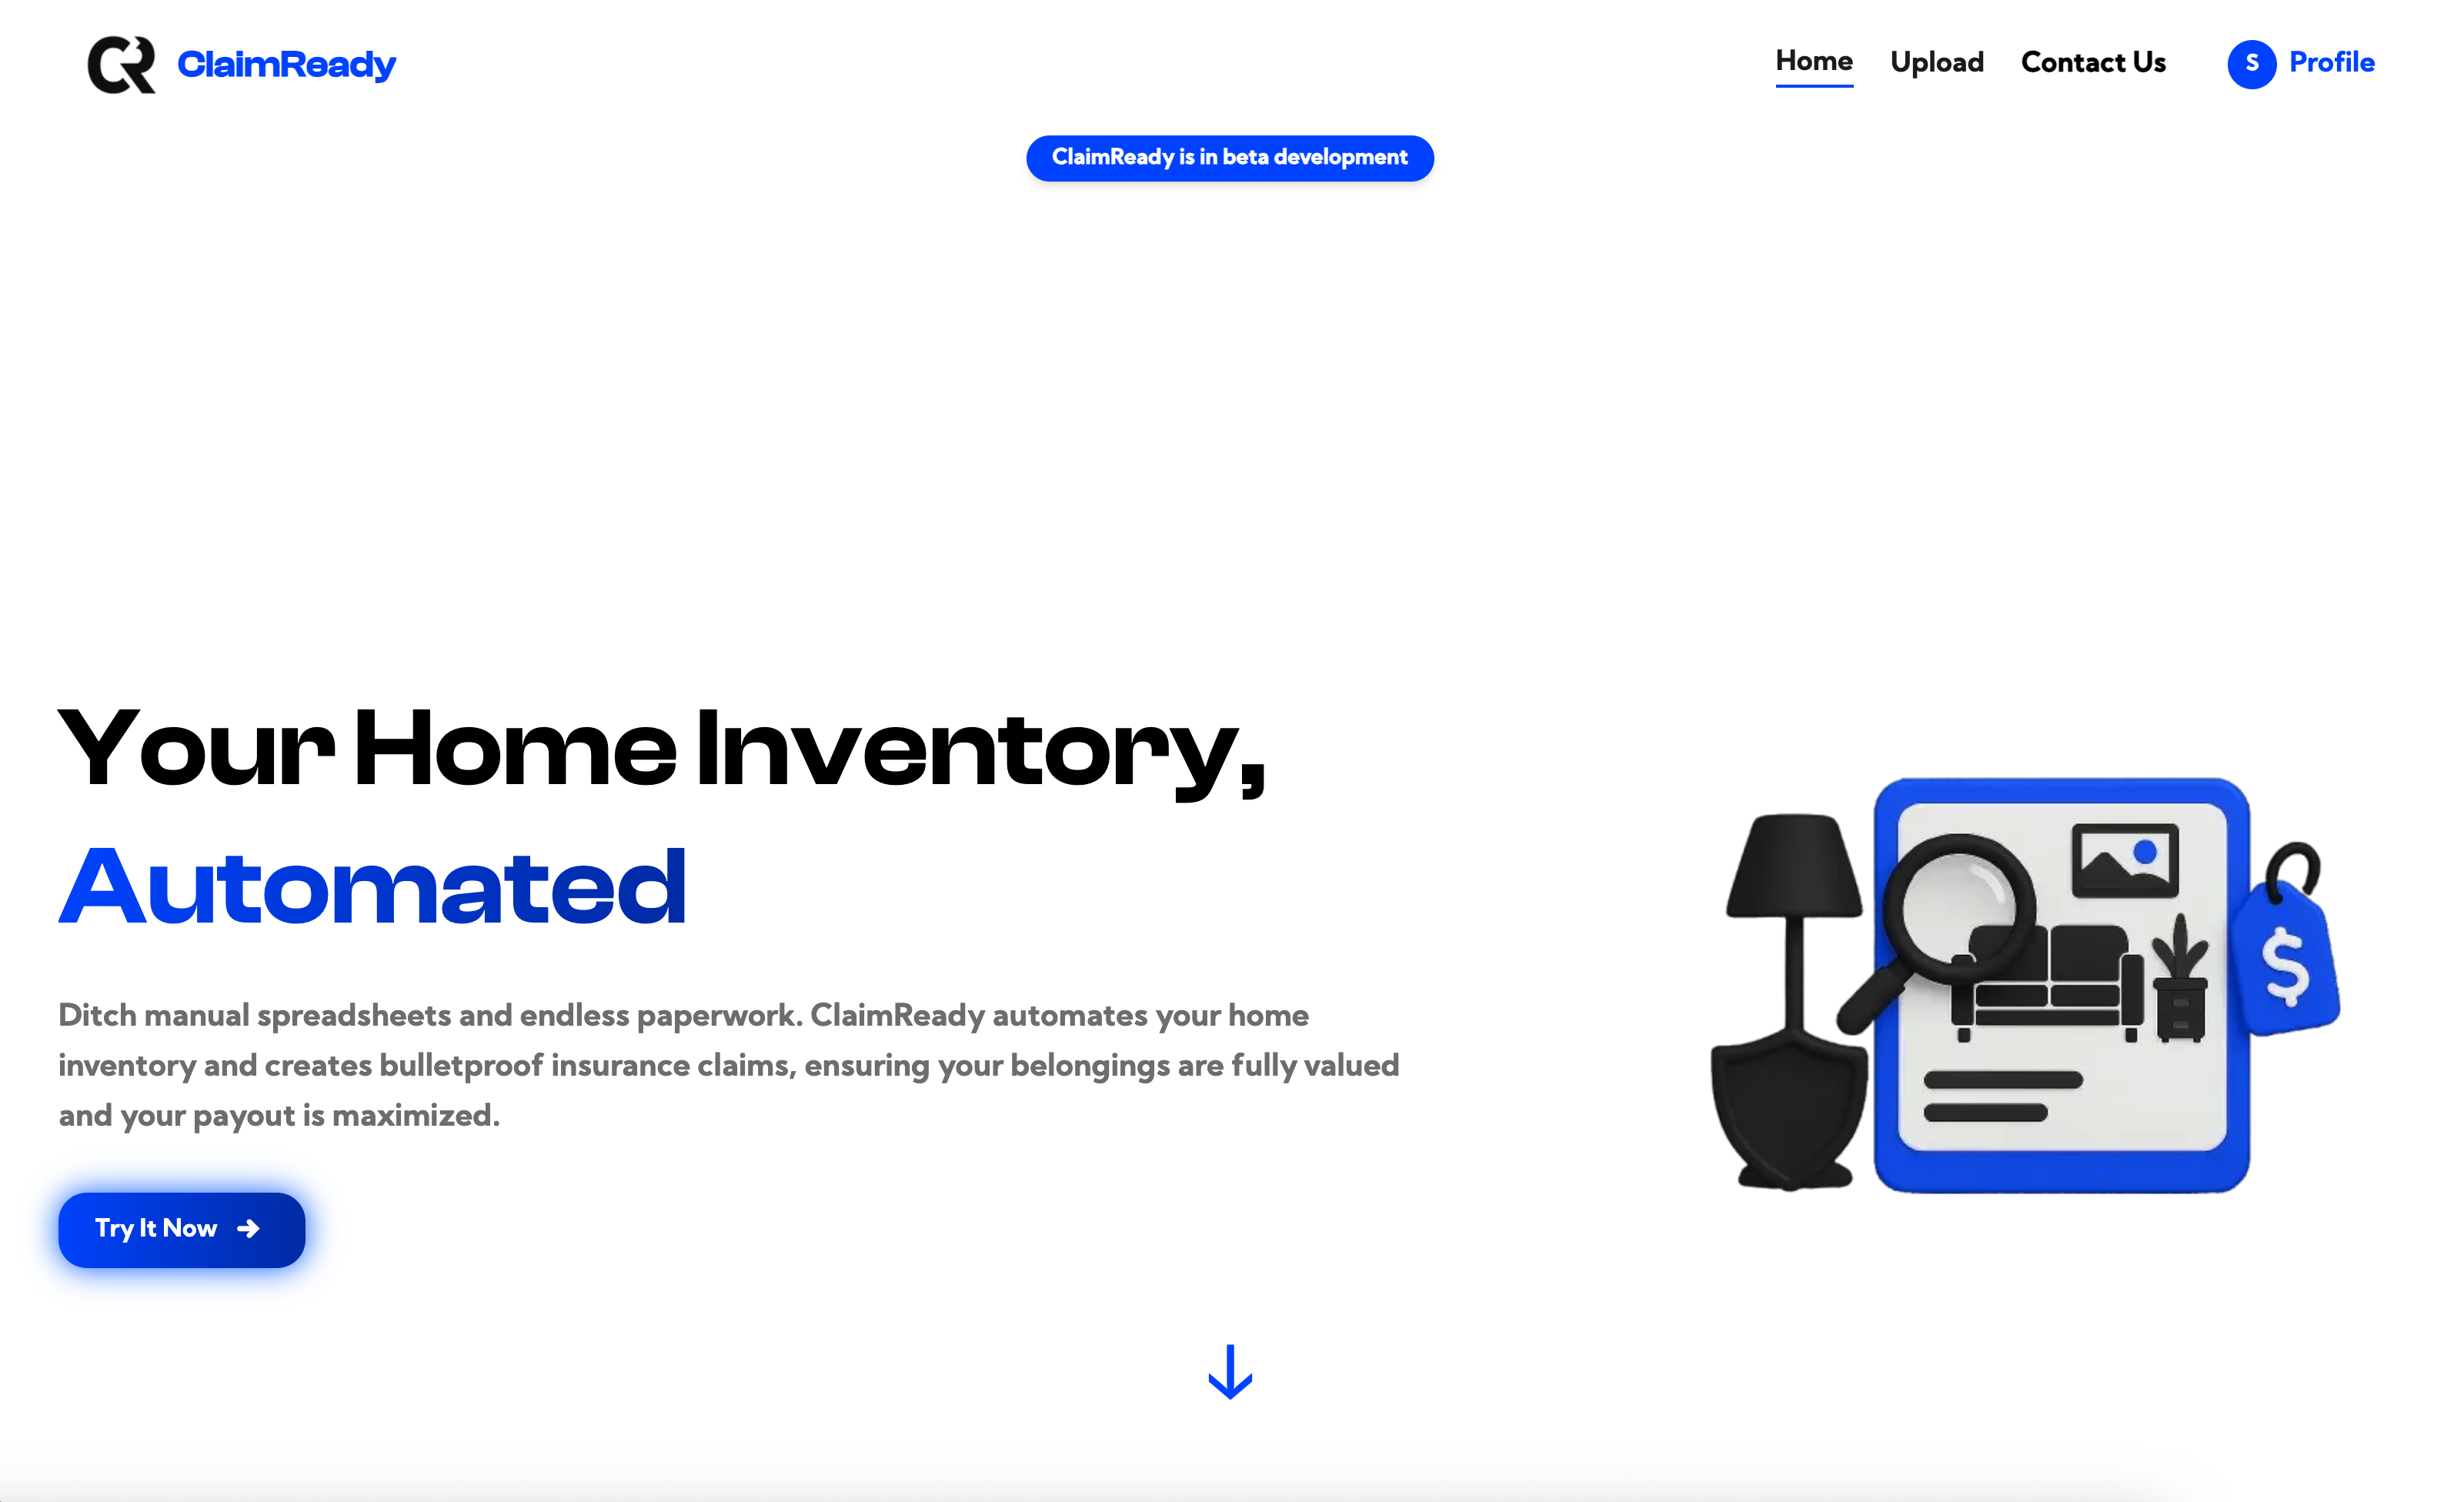 CR ClaimReady
Home Upload Contact Us S Profile
ClaimReady is in beta development
Your Home Inventory,
Automated
Ditch manual spreadsheets and endless paperwork. ClaimReady automates your home
inventory and creates bulletproof insurance claims, ensuring your belongings are fully valued
and your payout is maximized.
$
Try It Now